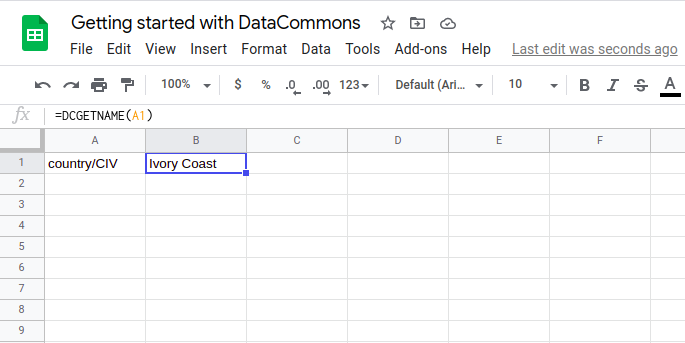 Getting started with DataCommons
File Edit View Insert Format Data Tools Add-ons Help Last edit was seconds ago
100% $ % .0 .00 123 Default (Ari... 10 B I S A
fx =DCGETNAME(A1)
A B C D E F
1 country/CIV Ivory Coast
2
3
4
5
6
7
8
9